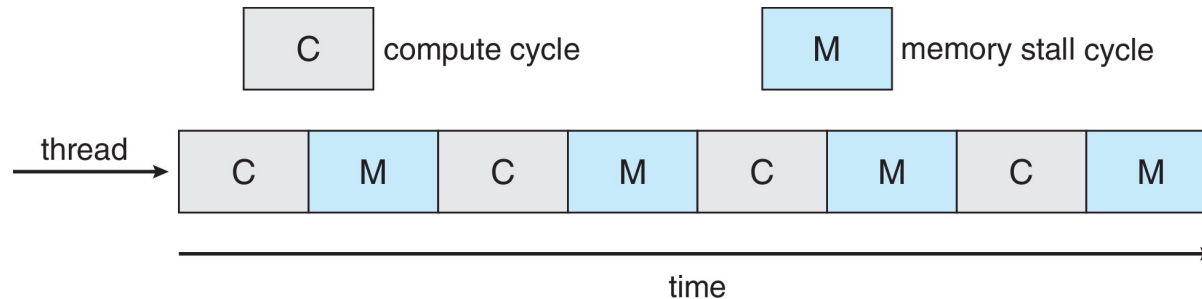 C compute cycle
M memory stall cycle
thread
C M C M C M C M
time